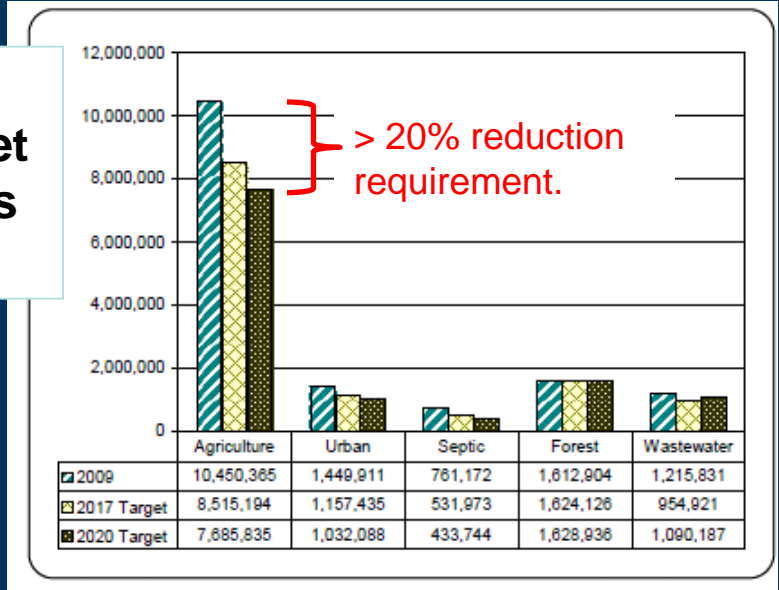 et
s
12,000,000
10,000,000
8,000,000
6,000,000
4,000,000
2,000,000
0
> 20% reduction
requirement.
Agriculture Urban Septic Forest Wastewater
2009 10,450,365 1,449,911 761,172 1,612,904 1,215,831
2017 Target 8,515,194 1,157,435 531,973 1,624,126 954,921
2020 Target 7,685,835 1,032,088 433,744 1,628,936 1,090,187